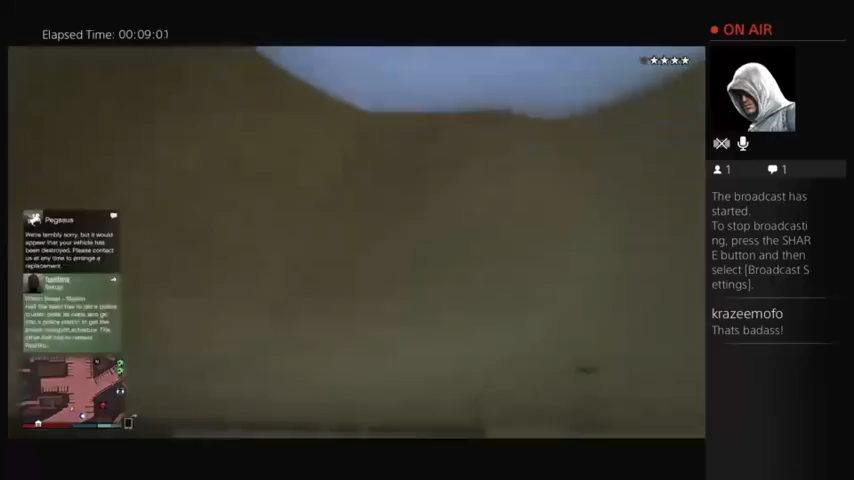 Elapsed Time: 00:09:01
ON AIR
1
1
The broadcast has
started.
To stop broadcasti
ng, press the SHAR
E button and then
select [Broadcast S
ettings].
krazeemofo
Thats badass!
Pegasus
We're terribly sorry, but it would
appear that your vehicle has
been destroyed. Please contact
us at any time to arrange a
replacement.